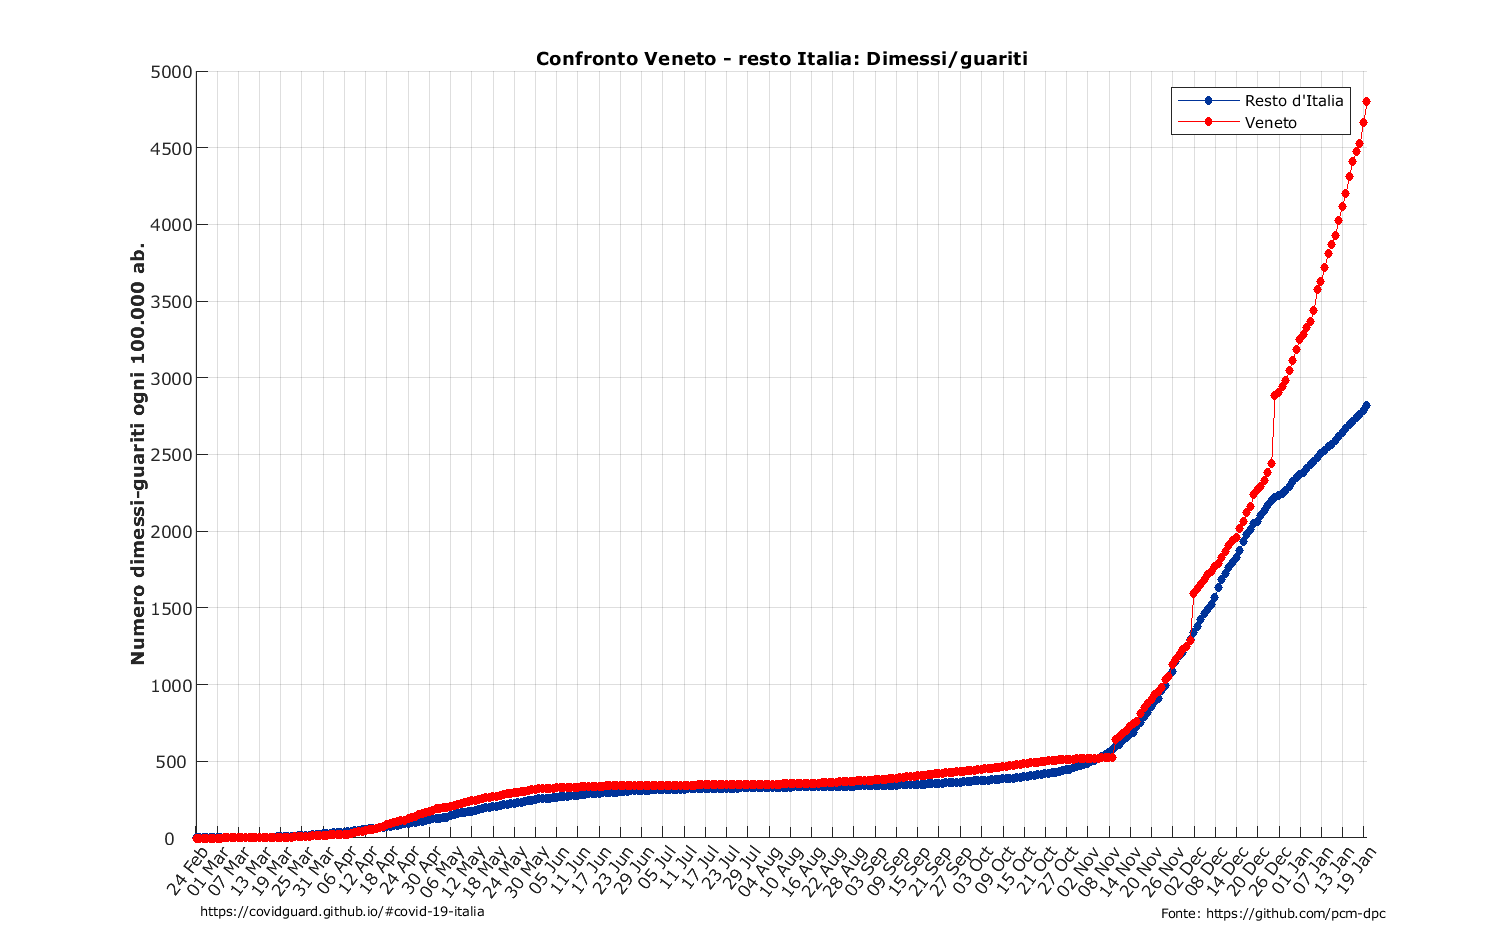 Confronto Veneto - resto Italia: Dimessi/guariti
Resto d'Italia
Veneto
Numero dimessi-guariti ogni 100.000 ab.
5000
4500
4000
3500
3000
2500
2000
1500
1000
500
0
24 Feb
01 Mar
07 Mar
13 Mar
19 Mar
25 Mar
31 Mar
06 Apr
12 Apr
18 Apr
24 Apr
30 Apr
06 May
12 May
18 May
24 May
30 May
05 Jun
11 Jun
17 Jun
23 Jun
29 Jun
05 Jul
11 Jul
17 Jul
23 Jul
29 Jul
04 Aug
10 Aug
16 Aug
22 Aug
28 Aug
03 Sep
09 Sep
15 Sep
21 Sep
27 Sep
03 Oct
09 Oct
15 Oct
21 Oct
27 Oct
02 Nov
08 Nov
14 Nov
20 Nov
26 Nov
02 Dec
08 Dec
14 Dec
20 Dec
26 Dec
01 Jan
07 Jan
13 Jan
19 Jan
https://covidguard.github.io/#covid-19-italia
Fonte: https://github.com/pcm-dpc